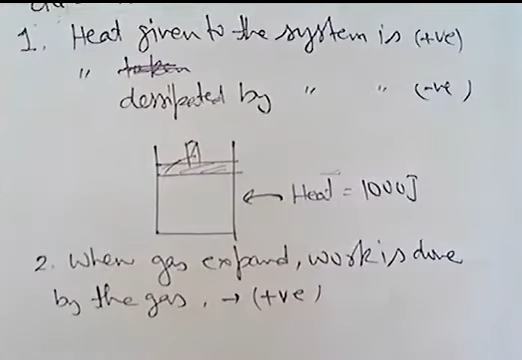 1. Heat given to the system is (+ve)
" taken
dessipated by " " (-ve)
← Heat = 1000J
2. When gas expand, work is done
by the gas. → (+ve)